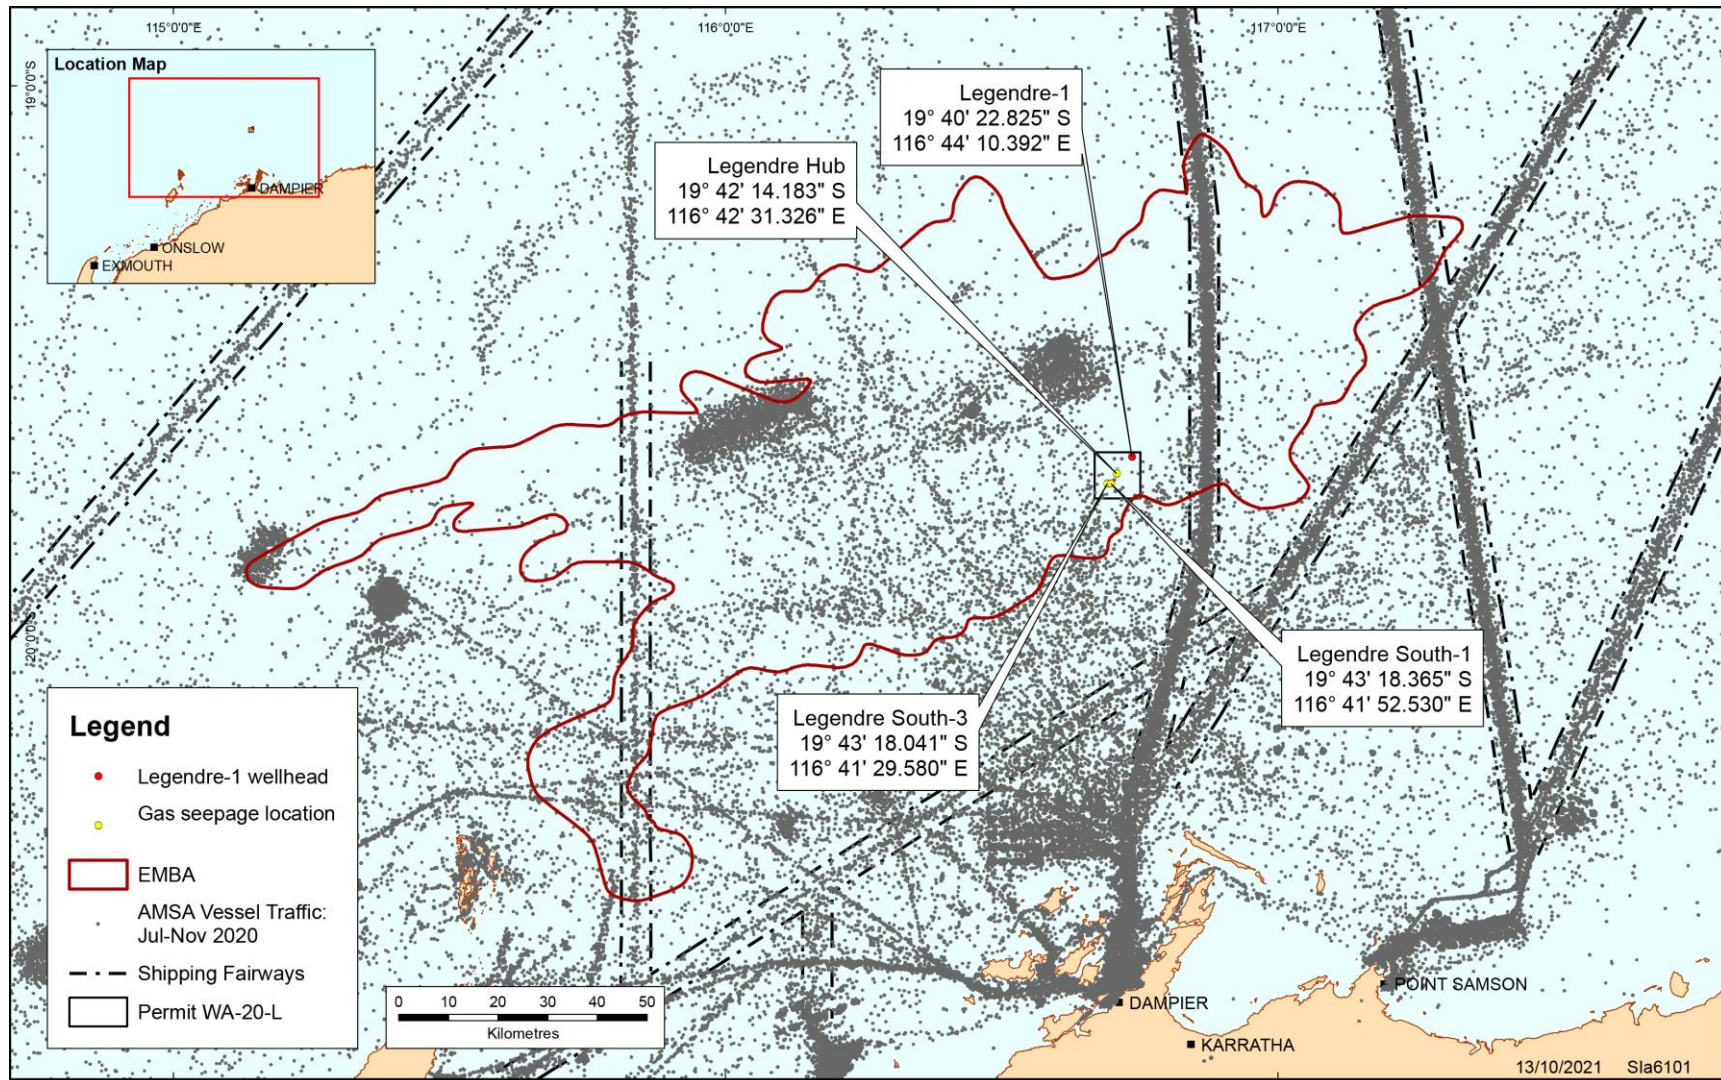 115°0'0"E
116°0'0"E
117°0'0"E
19°0'0"S
20°0'0"S
Location Map
DAMPIER
ONSLOW
EXMOUTH
Legendre-1
19° 40' 22.825" S
116° 44' 10.392" E
Legendre Hub
19° 42' 14.183" S
116° 42' 31.326" E
Legendre South-1
19° 43' 18.365" S
116° 41' 52.530" E
Legendre South-3
19° 43' 18.041" S
116° 41' 29.580" E
Legend
Legendre-1 wellhead
Gas seepage location
EMBA
AMSA Vessel Traffic:
Jul-Nov 2020
Shipping Fairways
Permit WA-20-L
0 10 20 30 40 50
Kilometres
DAMPIER
POINT SAMSON
KARRATHA
13/10/2021 Sla6101